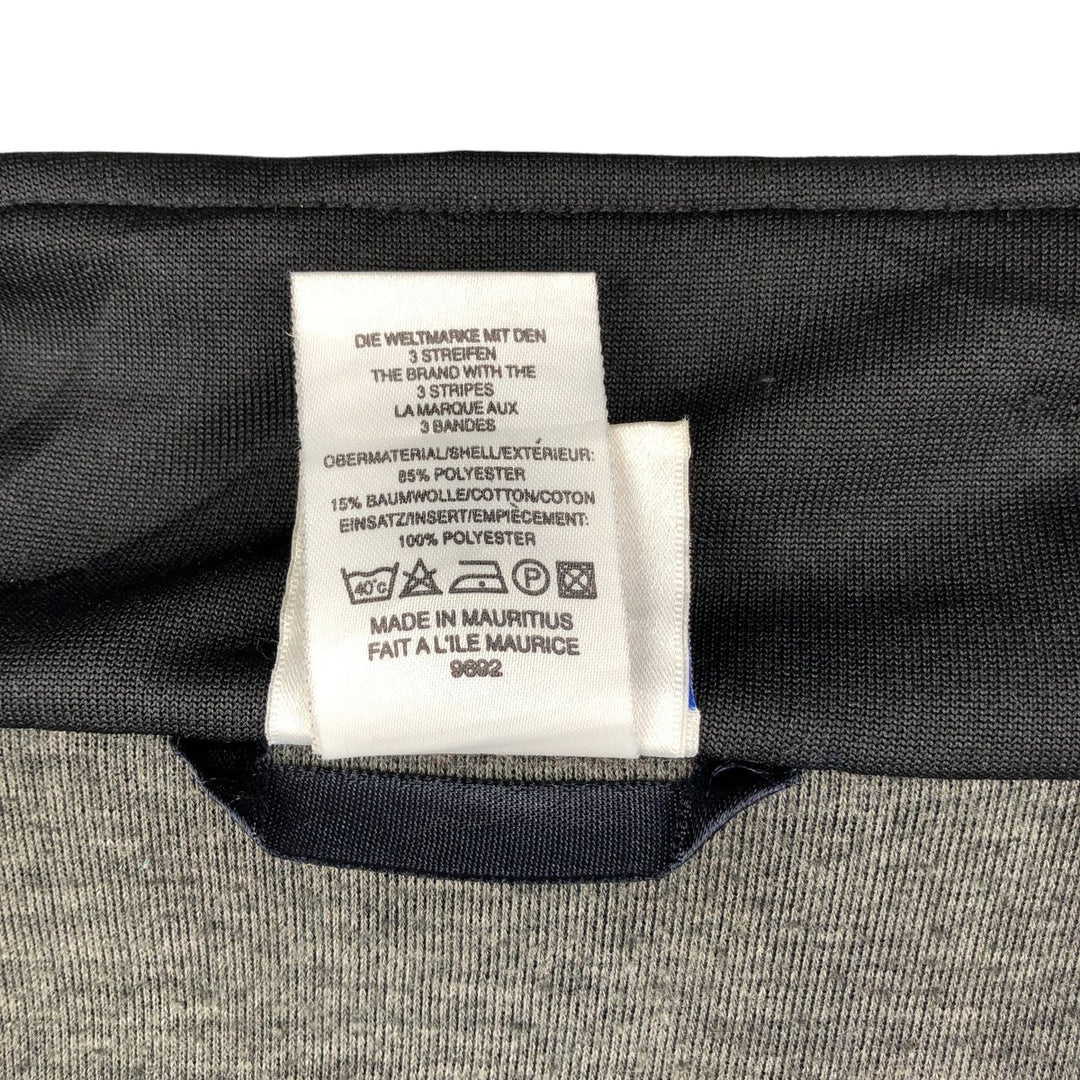 DIE WELTMARKE MIT DEN
3 STREIFEN
THE BRAND WITH THE
3 STRIPES
LA MARQUE AUX
3 BANDES
OBERMATERIAL/SHELL/EXTÉRIEUR:
85% POLYESTER
15% BAUMWOLLE/COTTON/COTON
EINSATZ/INSERT/EMPIÈCEMENT:
100% POLYESTER
40°C P
MADE IN MAURITIUS
FAIT A L'ILE MAURICE
9692